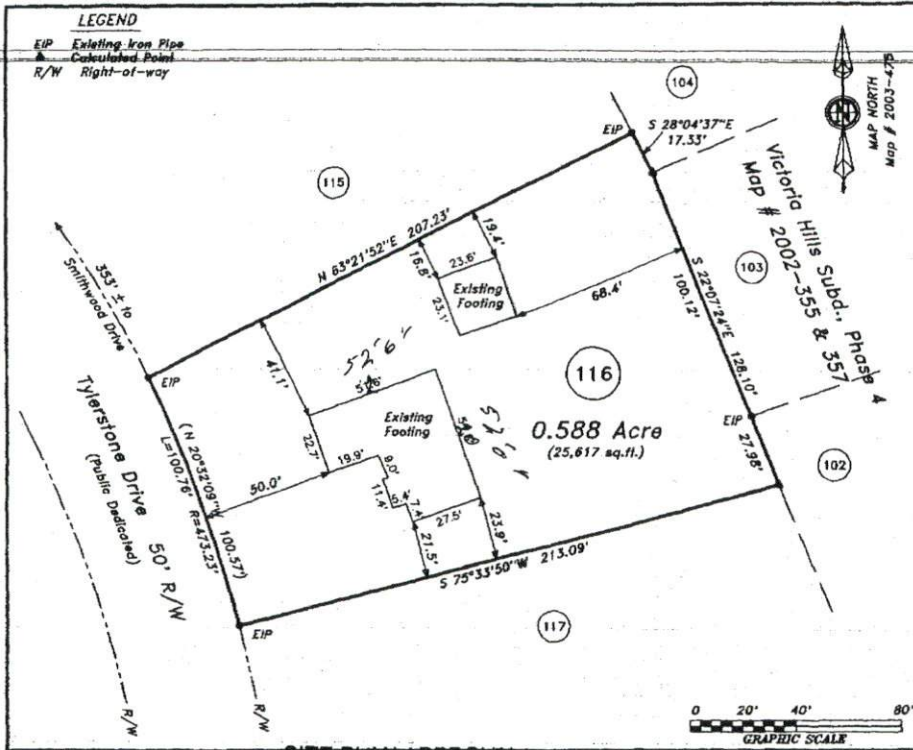 LEGEND
EIP Existing Iron Pipe
Calculated Point
R/W Right-of-way
MAP NORTH
Map # 2003-475
N
104
EIP
S 28°04'37"E
17.33'
115
N 63°21'52"E 207.23'
19.4'
16.8'
23.6'
Existing
Footing
23.1'
68.4'
Victoria Hills Subd., Phase 4
Map # 2002-355 & 357
103
S 22°07'24"E 128.10'
100.12'
353' ± to
Smithwood Drive
EIP
41.1'
52'6"
116
0.588 Acre
(25,617 sq.ft.)
Existing
Footing
52'0"
22.7'
19.9'
9.0'
50.0'
11.4'
5.4'
7.4'
27.5'
23.9'
21.5'
EIP
27.98'
102
Tylerstone Drive
(Public Dedicated)
50' R/W
(N 20°32'09"W 100.57')
L=100.76' R=473.23'
S 75°33'50"W 213.09'
EIP
117
R/W
R/W
0 20' 40' 80'
GRAPHIC SCALE